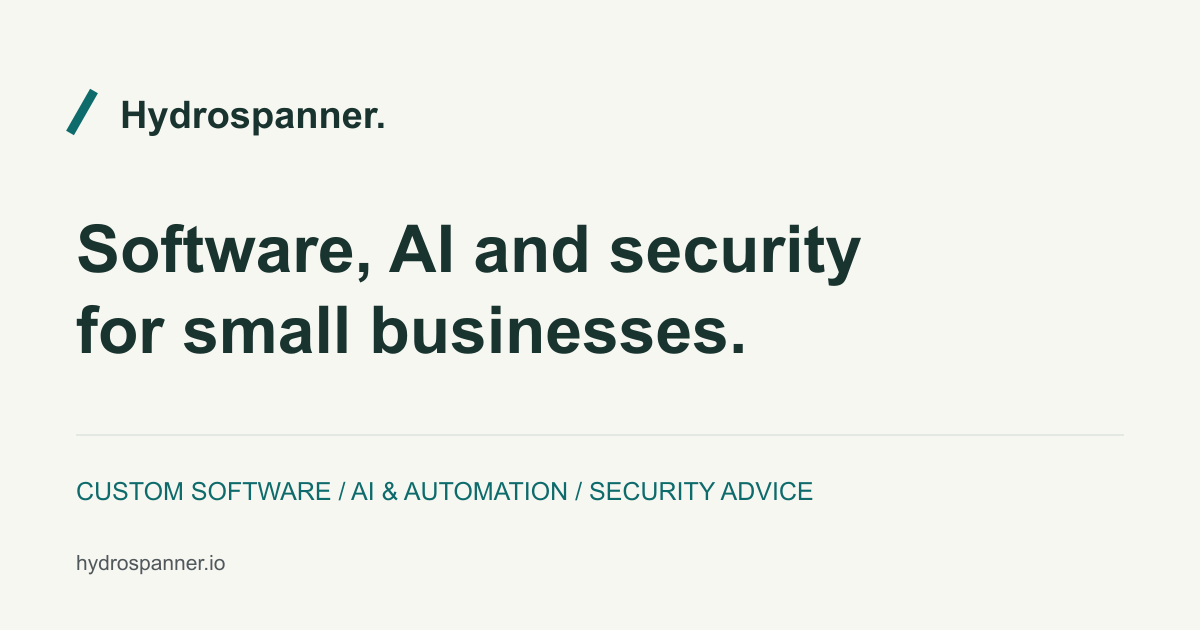 Hydrospanner.
Software, AI and security
for small businesses.
CUSTOM SOFTWARE / AI & AUTOMATION / SECURITY ADVICE
hydrospanner.io